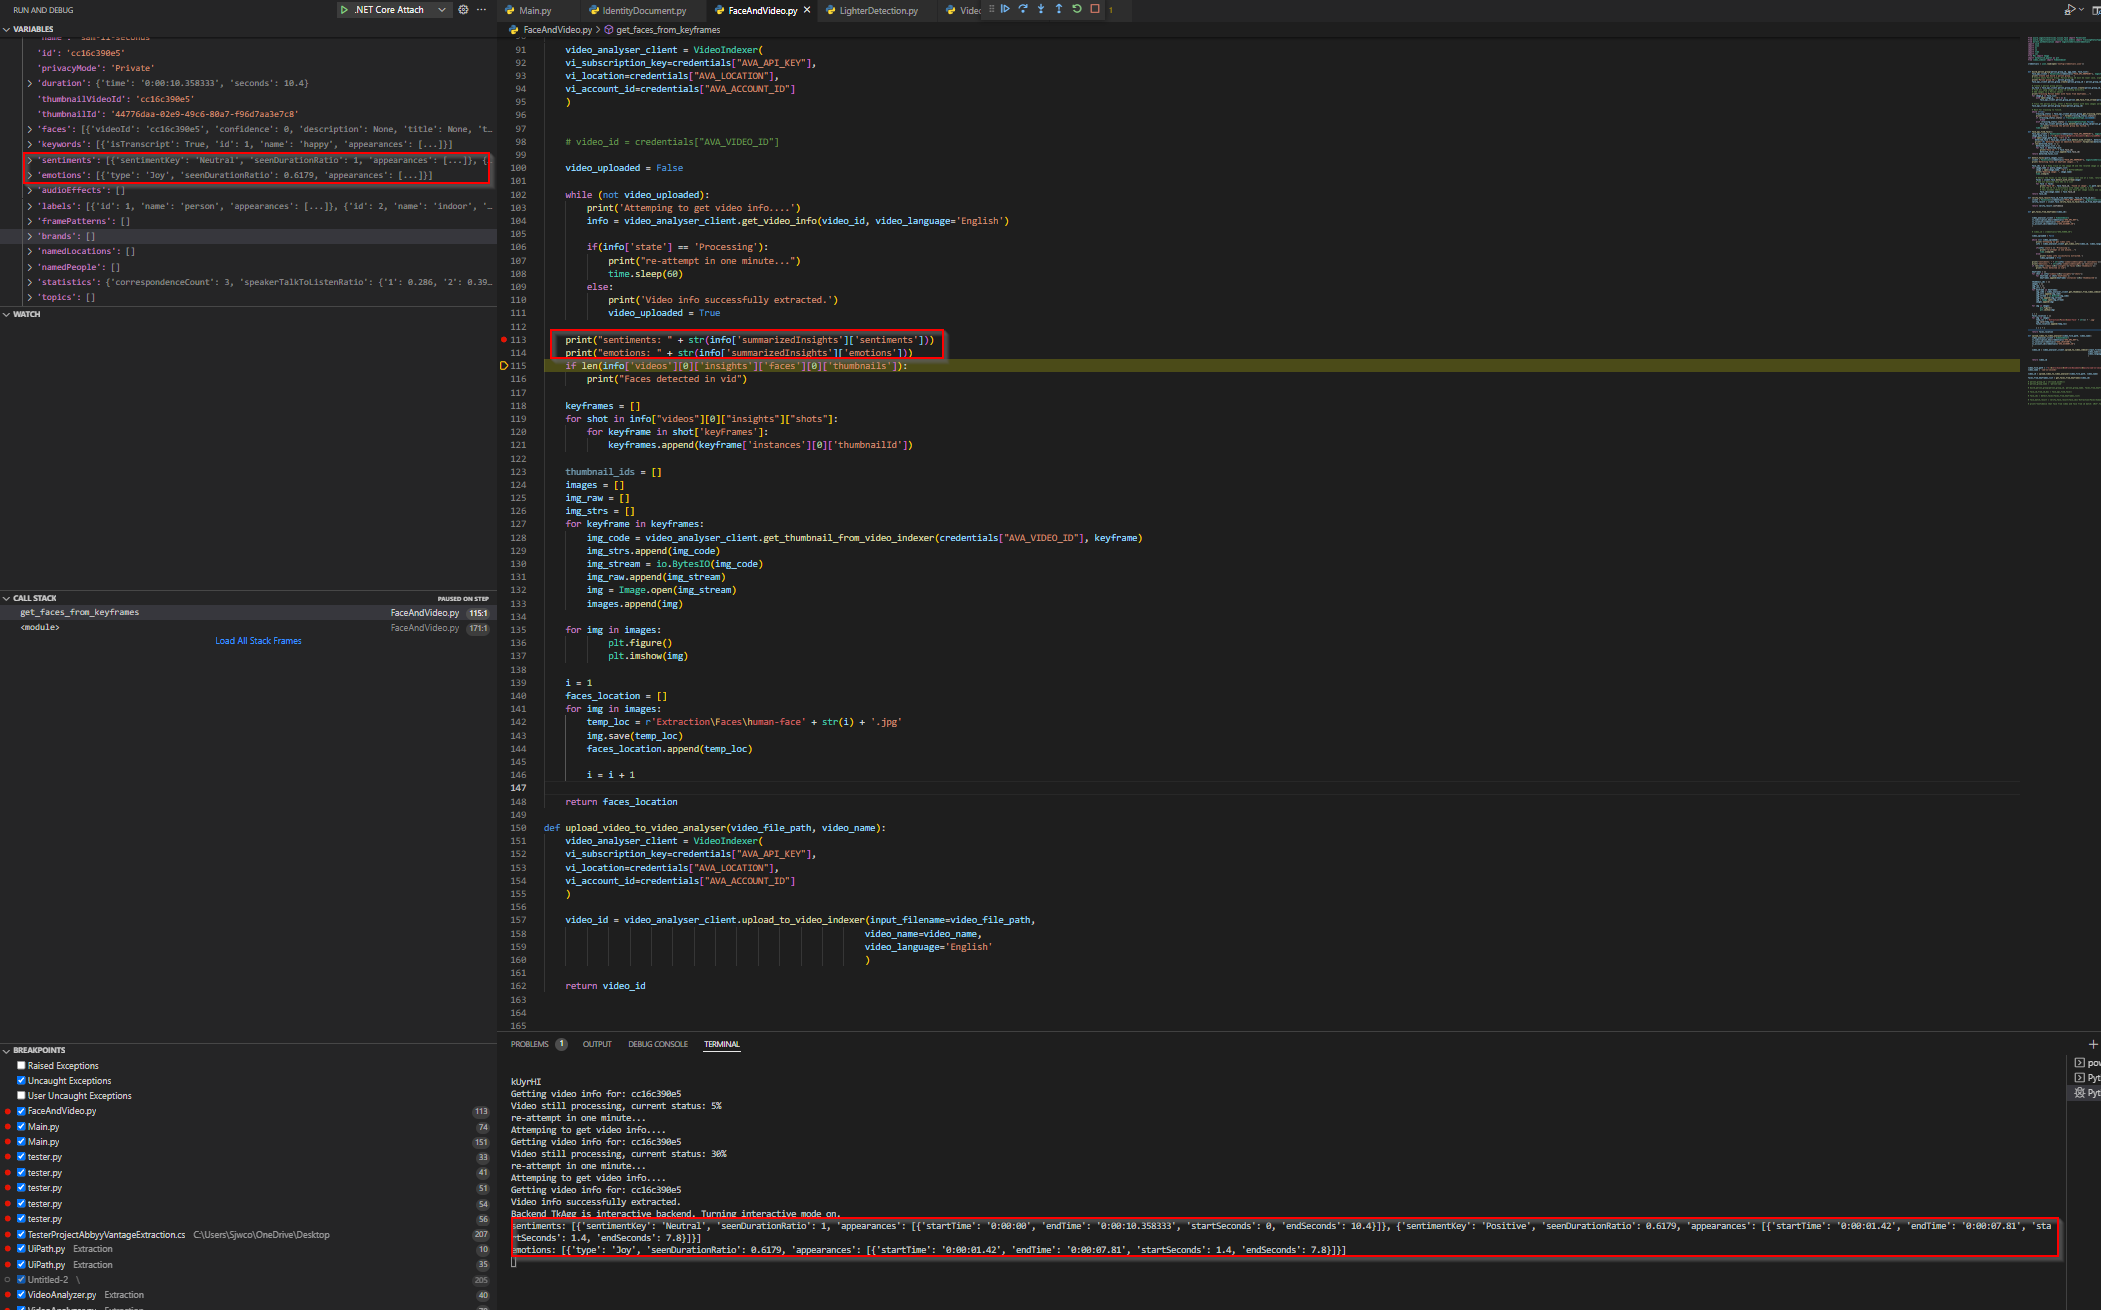 RUN AND DEBUG
.NET Core Attach
VARIABLES
'id': 'cc16c390e5'
'privacyMode': 'Private'
'duration': {'time': '0:00:10.358333', 'seconds': 10.4}
'thumbnailVideoId': 'cc16c390e5'
'thumbnailId': '44776daa-02e9-49c6-80a7-f96d7aa3e7c8'
'faces': [{'videoId': 'cc16c390e5', 'confidence': 0, 'description': None, 'title': None, 't...
'keywords': [{'isTranscript': True, 'id': 1, 'name': 'happy', 'appearances': [...]}]
'sentiments': [{'sentimentKey': 'Neutral', 'seenDurationRatio': 1, 'appearances': [...]}, {...
'emotions': [{'type': 'Joy', 'seenDurationRatio': 0.6179, 'appearances': [...]}]
'audioEffects': []
'labels': [{'id': 1, 'name': 'person', 'appearances': [...]}, {'id': 2, 'name': 'indoor', '...
'framePatterns': []
'brands': []
'namedLocations': []
'namedPeople': []
'statistics': {'correspondenceCount': 3, 'speakerTalkToListenRatio': {'1': 0.286, '2': 0.39...
'topics': []
WATCH
CALL STACK PAUSED ON STEP
get_faces_from_keyframes FaceAndVideo.py 115:1
<module> FaceAndVideo.py 171:1
Load All Stack Frames
BREAKPOINTS
Raised Exceptions
Uncaught Exceptions
User Uncaught Exceptions
FaceAndVideo.py 113
Main.py 74
Main.py 151
tester.py 33
tester.py 41
tester.py 51
tester.py 54
tester.py 56
TesterProjectAbbyyVantageExtraction.cs C:\Users\Sjwco\OneDrive\Desktop 207
UiPath.py Extraction 10
UiPath.py Extraction 35
Untitled-2 \ 205
VideoAnalyzer.py Extraction 40
Main.py IdentityDocument.py FaceAndVideo.py LighterDetection.py Vide 1
FaceAndVideo.py > get_faces_from_keyframes
91 video_analyser_client = VideoIndexer(
92 vi_subscription_key=credentials["AVA_API_KEY"],
93 vi_location=credentials["AVA_LOCATION"],
94 vi_account_id=credentials["AVA_ACCOUNT_ID"]
95 )
96
97
98 # video_id = credentials["AVA_VIDEO_ID"]
99
100 video_uploaded = False
101
102 while (not video_uploaded):
103 print('Attemping to get video info....')
104 info = video_analyser_client.get_video_info(video_id, video_language='English')
105
106 if(info['state'] == 'Processing'):
107 print("re-attempt in one minute...")
108 time.sleep(60)
109 else:
110 print('Video info successfully extracted.')
111 video_uploaded = True
112
113 print("sentiments: " + str(info['summarizedInsights']['sentiments']))
114 print("emotions: " + str(info['summarizedInsights']['emotions']))
115 if len(info['videos'][0]['insights']['faces'][0]['thumbnails']):
116 print("Faces detected in vid")
117
118 keyframes = []
119 for shot in info["videos"][0]["insights"]["shots"]:
120 for keyframe in shot['keyFrames']:
121 keyframes.append(keyframe['instances'][0]['thumbnailId'])
122
123 thumbnail_ids = []
124 images = []
125 img_raw = []
126 img_strs = []
127 for keyframe in keyframes:
128 img_code = video_analyser_client.get_thumbnail_from_video_indexer(credentials["AVA_VIDEO_ID"], keyframe)
129 img_strs.append(img_code)
130 img_stream = io.BytesIO(img_code)
131 img_raw.append(img_stream)
132 img = Image.open(img_stream)
133 images.append(img)
134
135 for img in images:
136 plt.figure()
137 plt.imshow(img)
138
139 i = 1
140 faces_location = []
141 for img in images:
142 temp_loc = r'Extraction\Faces\human-face' + str(i) + '.jpg'
143 img.save(temp_loc)
144 faces_location.append(temp_loc)
145
146 i = i + 1
147
148 return faces_location
149
150 def upload_video_to_video_analyser(video_file_path, video_name):
151 video_analyser_client = VideoIndexer(
152 vi_subscription_key=credentials["AVA_API_KEY"],
153 vi_location=credentials["AVA_LOCATION"],
154 vi_account_id=credentials["AVA_ACCOUNT_ID"]
155 )
156
157 video_id = video_analyser_client.upload_to_video_indexer(input_filename=video_file_path,
158 video_name=video_name,
159 video_language='English'
160 )
161
162 return video_id
163
164
165
PROBLEMS 1 OUTPUT DEBUG CONSOLE TERMINAL
kUyrHI
Getting video info for: cc16c390e5
Video still processing, current status: 5%
re-attempt in one minute...
Attemping to get video info....
Getting video info for: cc16c390e5
Video still processing, current status: 30%
re-attempt in one minute...
Attemping to get video info....
Getting video info for: cc16c390e5
Video info successfully extracted.
Backend TkAgg is interactive backend. Turning interactive mode on.
sentiments: [{'sentimentKey': 'Neutral', 'seenDurationRatio': 1, 'appearances': [{'startTime': '0:00:00', 'endTime': '0:00:10.358333', 'startSeconds': 0, 'endSeconds': 10.4}]}, {'sentimentKey': 'Positive', 'seenDurationRatio': 0.6179, 'appearances': [{'startTime': '0:00:01.42', 'endTime': '0:00:07.81', 'sta
rtSeconds': 1.4, 'endSeconds': 7.8}]}]
emotions: [{'type': 'Joy', 'seenDurationRatio': 0.6179, 'appearances': [{'startTime': '0:00:01.42', 'endTime': '0:00:07.81', 'startSeconds': 1.4, 'endSeconds': 7.8}]}]
pow
Pyt
Pyt